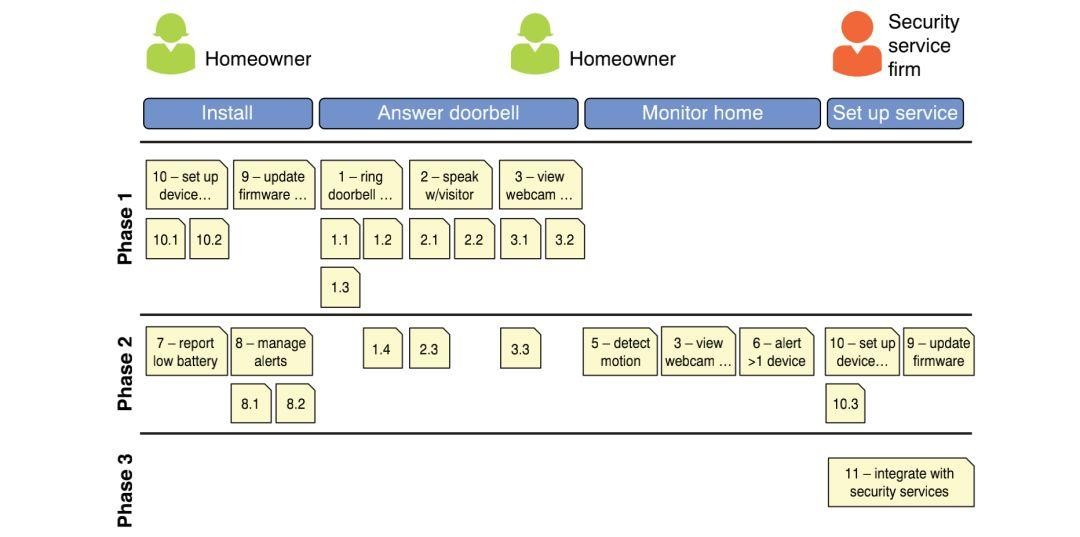 Homeowner
Homeowner
Security
service
firm
Install
Answer doorbell
Monitor home
Set up service
Phase 1
10 – set up
device…
9 – update
firmware …
1 – ring
doorbell …
2 – speak
w/visitor
3 – view
webcam …
10.1
10.2
1.1
1.2
2.1
2.2
3.1
3.2
1.3
Phase 2
7 – report
low battery
8 – manage
alerts
1.4
2.3
3.3
5 – detect
motion
3 – view
webcam …
6 – alert
>1 device
10 – set up
device…
9 – update
firmware
8.1
8.2
10.3
Phase 3
11 – integrate with
security services